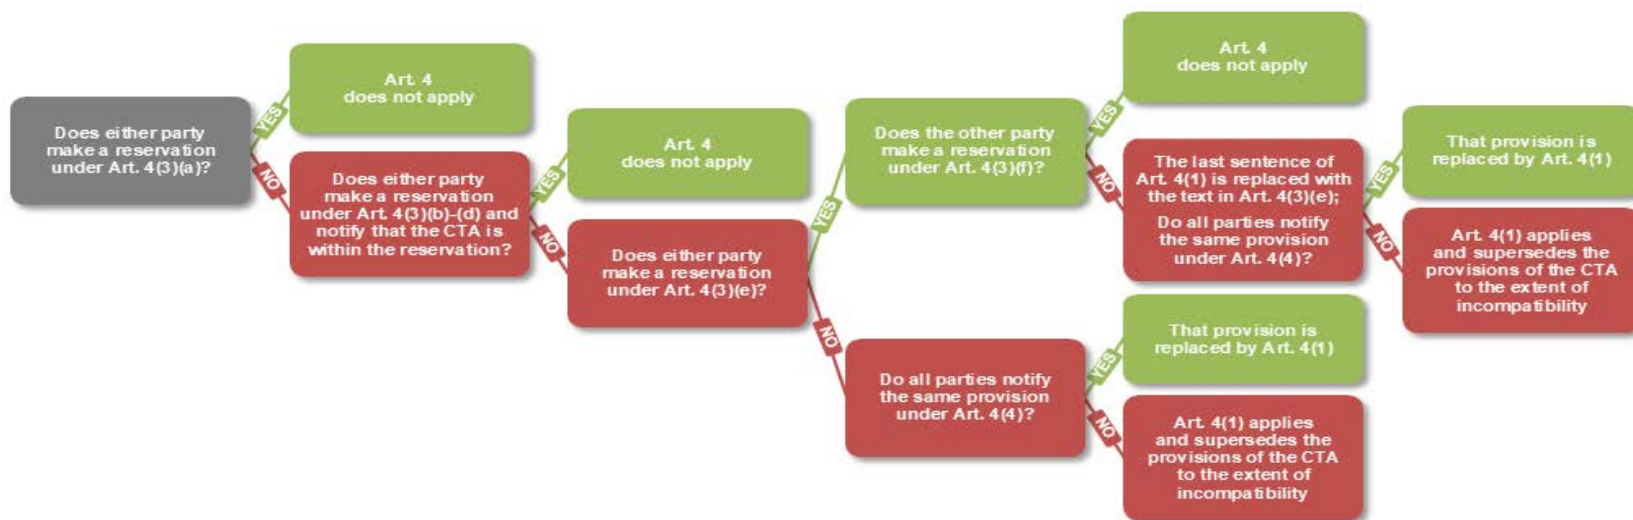 Does either party
make a reservation
under Art. 4(3)(a)?
YES
Art. 4
does not apply
NO
Does either party
make a reservation
under Art. 4(3)(b)-(d) and
notify that the CTA is
within the reservation?
YES
Art. 4
does not apply
NO
Does either party
make a reservation
under Art. 4(3)(e)?
YES
Does the other party
make a reservation
under Art. 4(3)(f)?
YES
Art. 4
does not apply
NO
The last sentence of
Art. 4(1) is replaced with
the text in Art. 4(3)(e);
Do all parties notify
the same provision
under Art. 4(4)?
YES
That provision is
replaced by Art. 4(1)
NO
Art. 4(1) applies
and supersedes the
provisions of the CTA
to the extent of
incompatibility
NO
Do all parties notify
the same provision
under Art. 4(4)?
YES
That provision is
replaced by Art. 4(1)
NO
Art. 4(1) applies
and supersedes the
provisions of the CTA
to the extent of
incompatibility